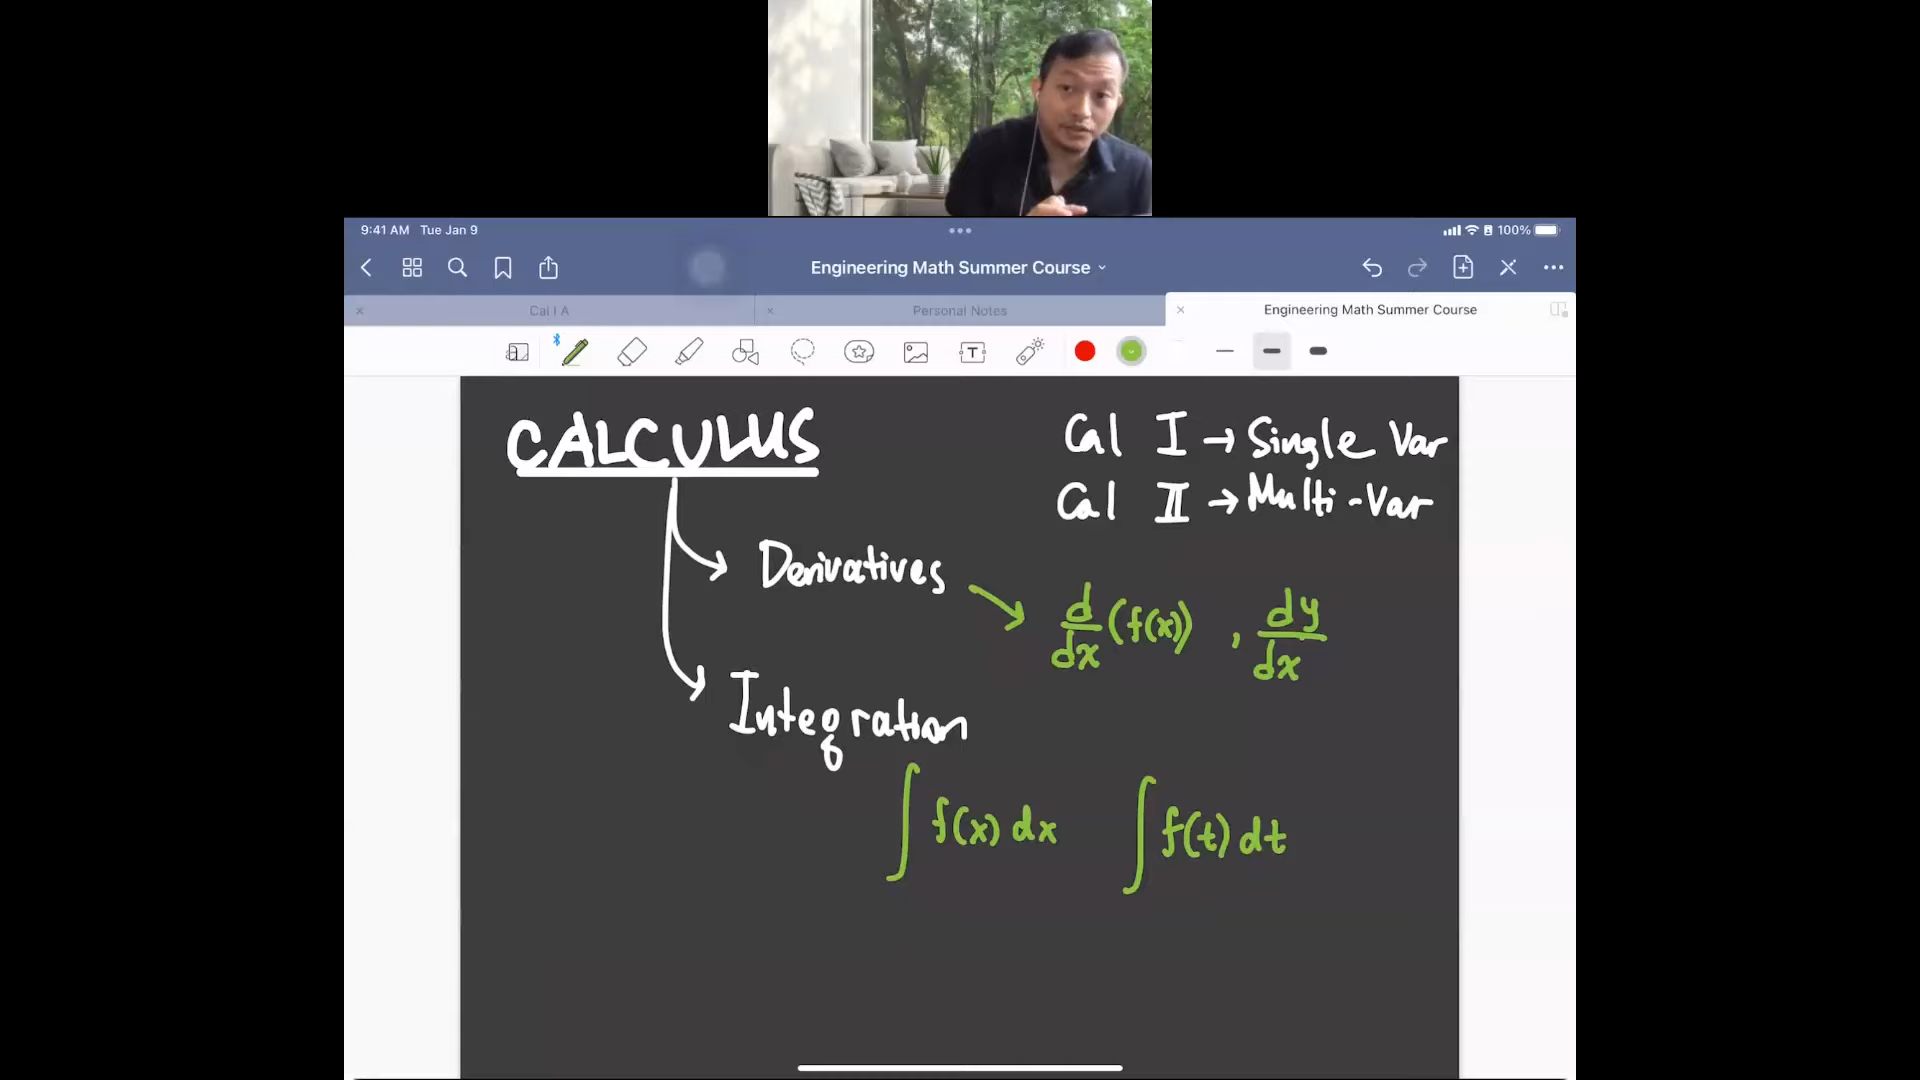 9:41 AM Tue Jan 9
100%
Engineering Math Summer Course
Cal I A
Personal Notes
Engineering Math Summer Course
CALCULUS
Cal I → Single Var
Cal II → Multi-Var
Derivatives
d/dx (f(x)) , dy/dx
Integration
∫ f(x) dx ∫ f(t) dt